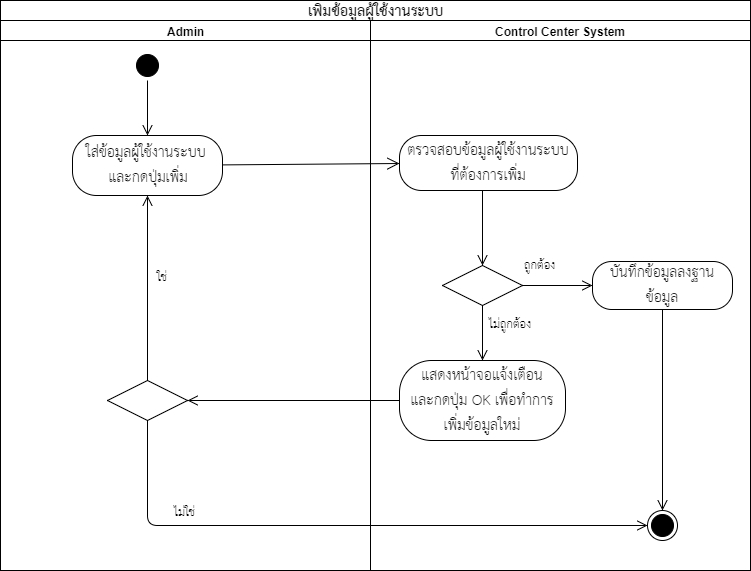 เพิ่มข้อมูลผู้ใช้งานระบบ
Admin
Control Center System
ใส่ข้อมูลผู้ใช้งานระบบ
และกดปุ่มเพิ่ม
ตรวจสอบข้อมูลผู้ใช้งานระบบ
ที่ต้องการเพิ่ม
ใช่
ถูกต้อง
บันทึกข้อมูลลงฐาน
ข้อมูล
ไม่ถูกต้อง
แสดงหน้าจอแจ้งเตือน
และกดปุ่ม OK เพื่อทำการ
เพิ่มข้อมูลใหม่
ไม่ใช่